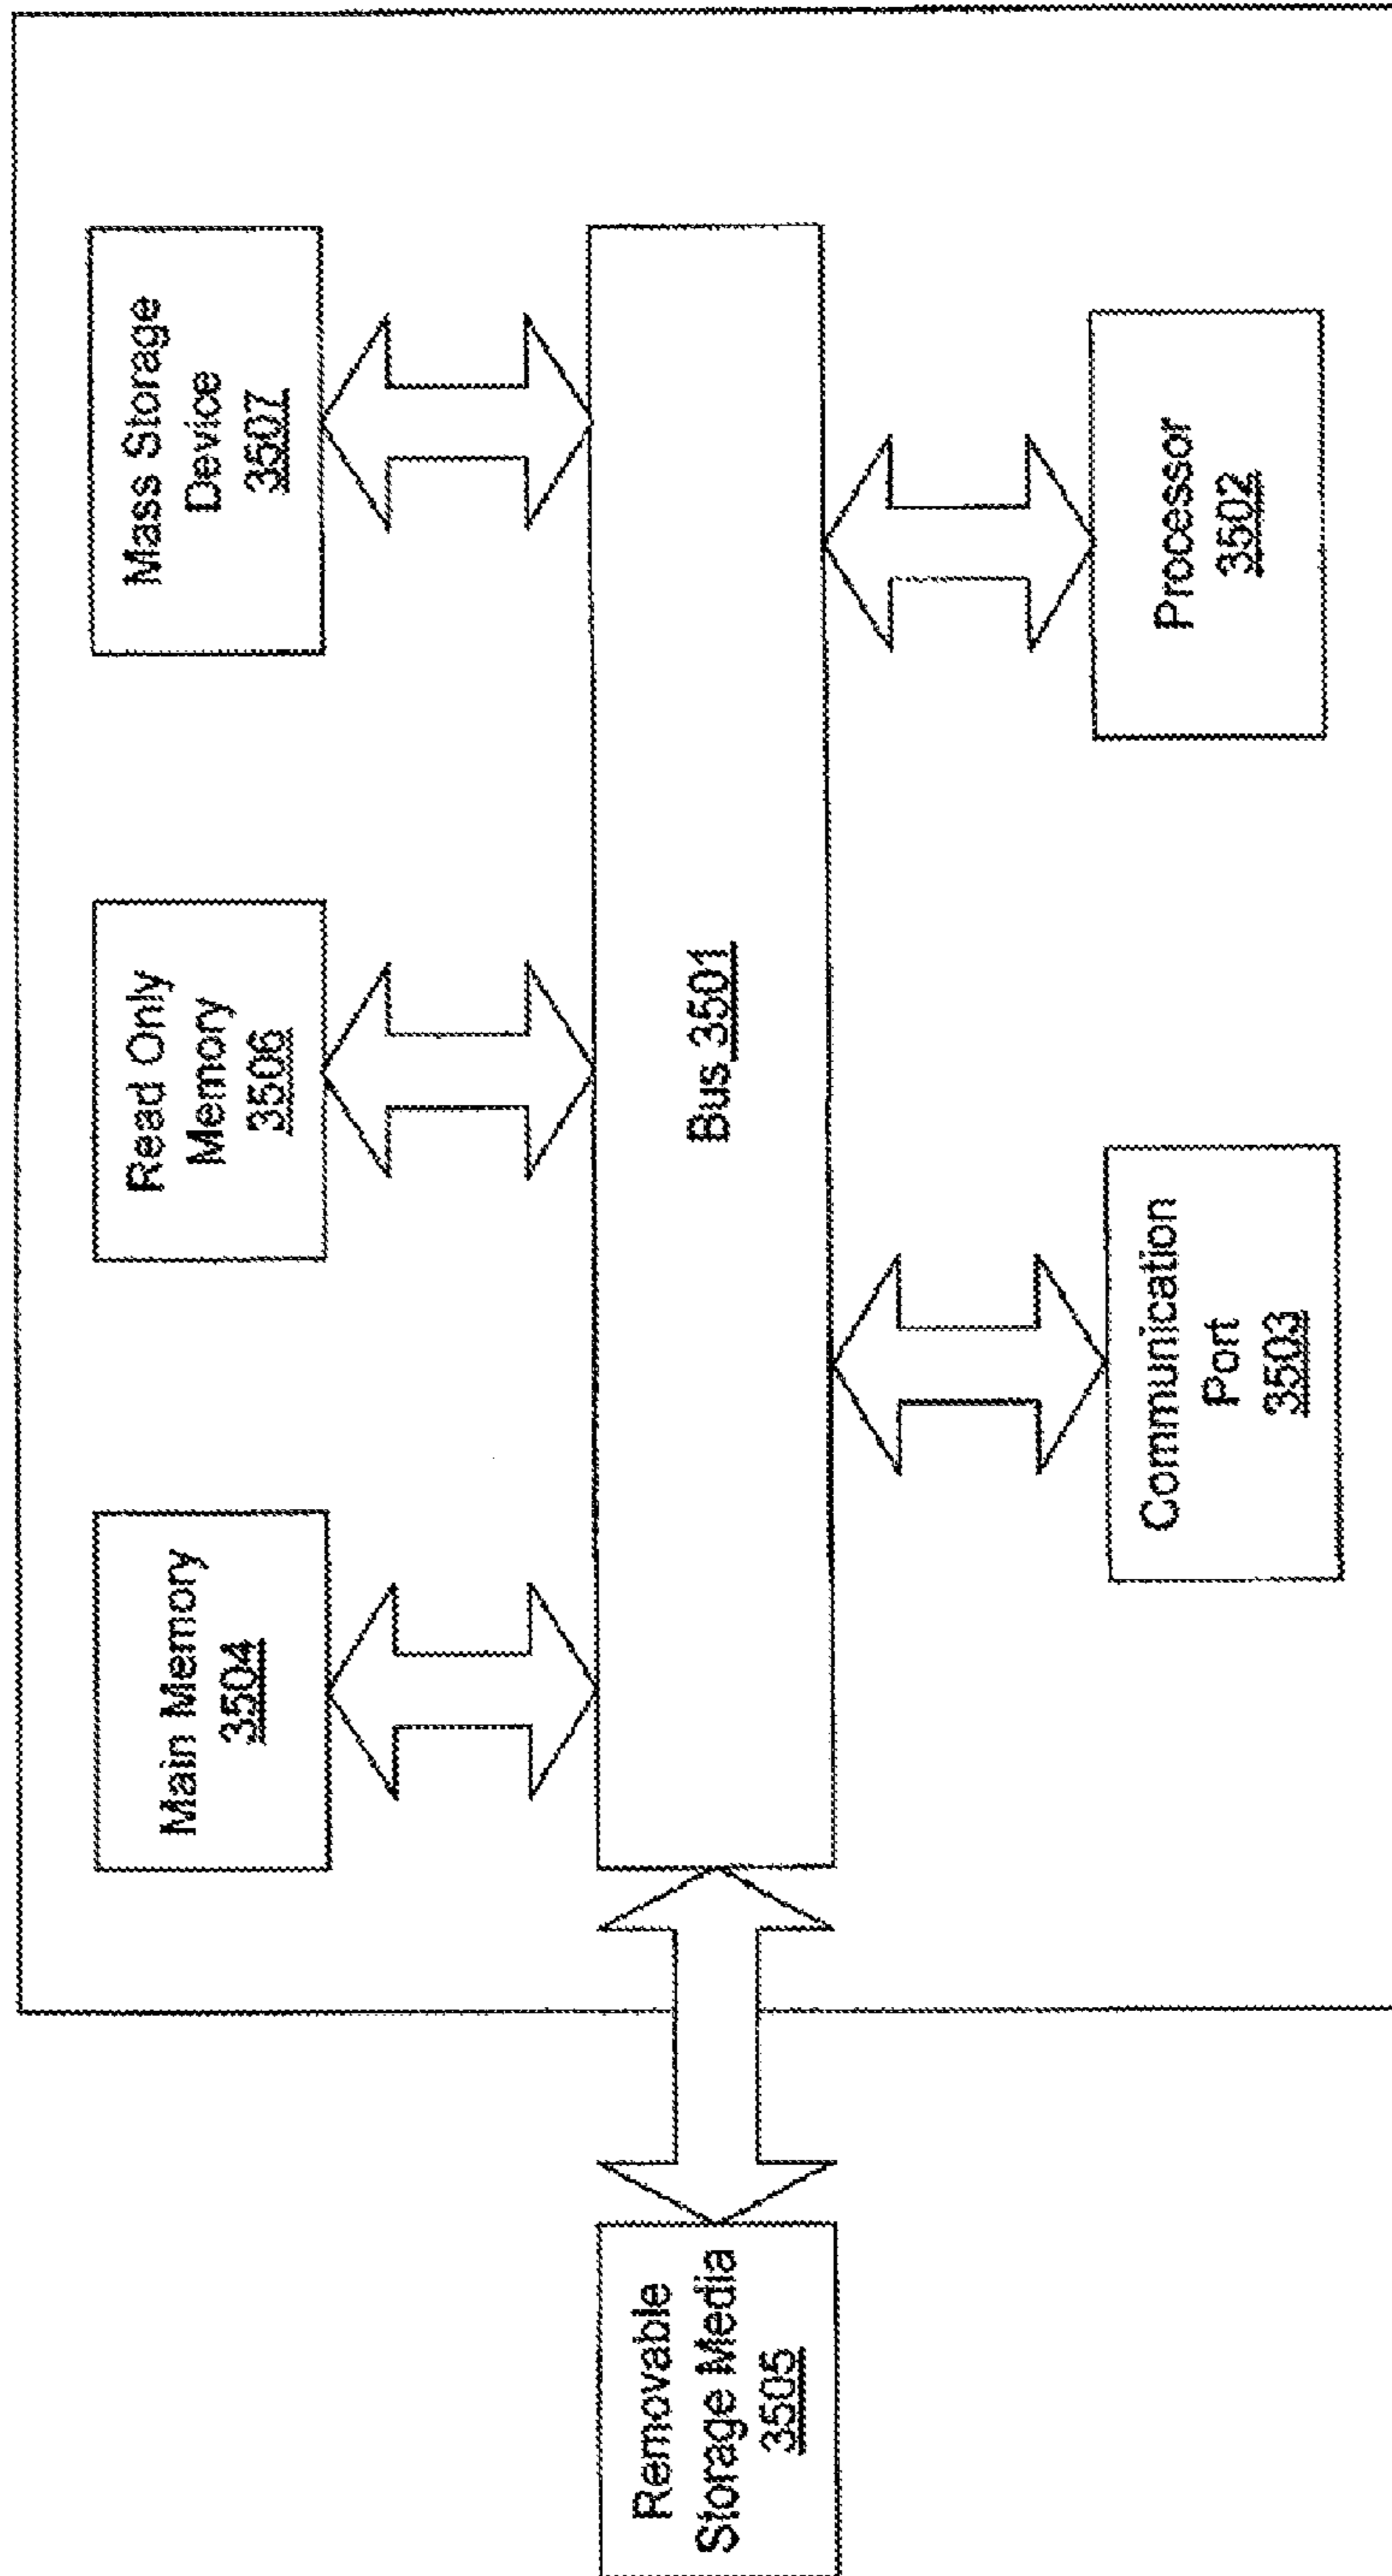 Main Memory
3504
Read Only
Memory
3506
Mass Storage
Device
3507
Removable
Storage Media
3505
Bus 3501
Communication
Port
3503
Processor
3502